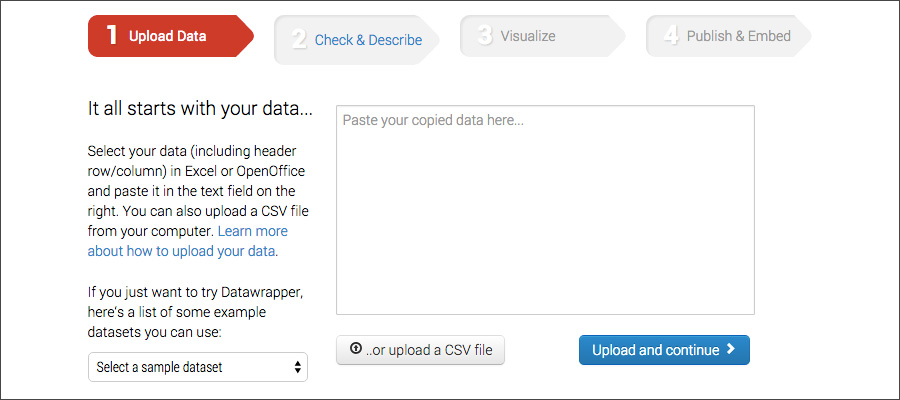 1 Upload Data
2 Check & Describe
3 Visualize
4 Publish & Embed
It all starts with your data...
Select your data (including header
row/column) in Excel or OpenOffice
and paste it in the text field on the
right. You can also upload a CSV file
from your computer. Learn more
about how to upload your data.
If you just want to try Datawrapper,
here's a list of some example
datasets you can use:
Select a sample dataset
Paste your copied data here...
..or upload a CSV file
Upload and continue